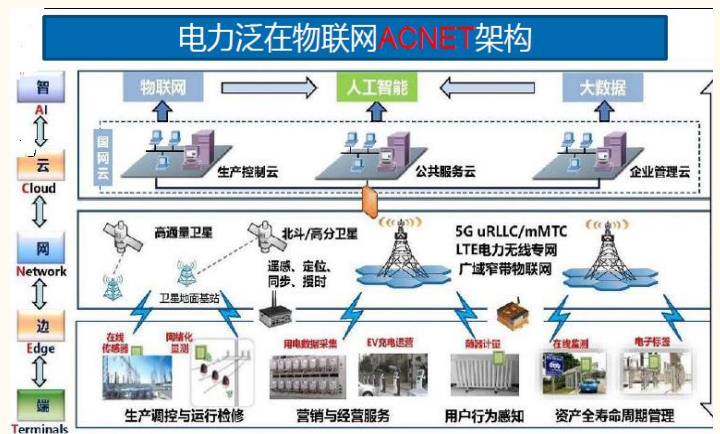 电力泛在物联网ACNET架构
智
AI
云
Cloud
网
Network
边
Edge
端
Terminals
物联网
人工智能
大数据
国网云
生产控制云
公共服务云
企业管理云
高通量卫星
北斗/高分卫星
5G uRLLC/mMTC
LTE电力无线专网
广域窄带物联网
卫星地面基站
遥感、定位、
同步、授时
在线
传感器
网络化
量测
用电数据采集
EV充电运营
随器计量
在线监测
电子标签
生产调控与运行检修
营销与经营服务
用户行为感知
资产全寿命周期管理